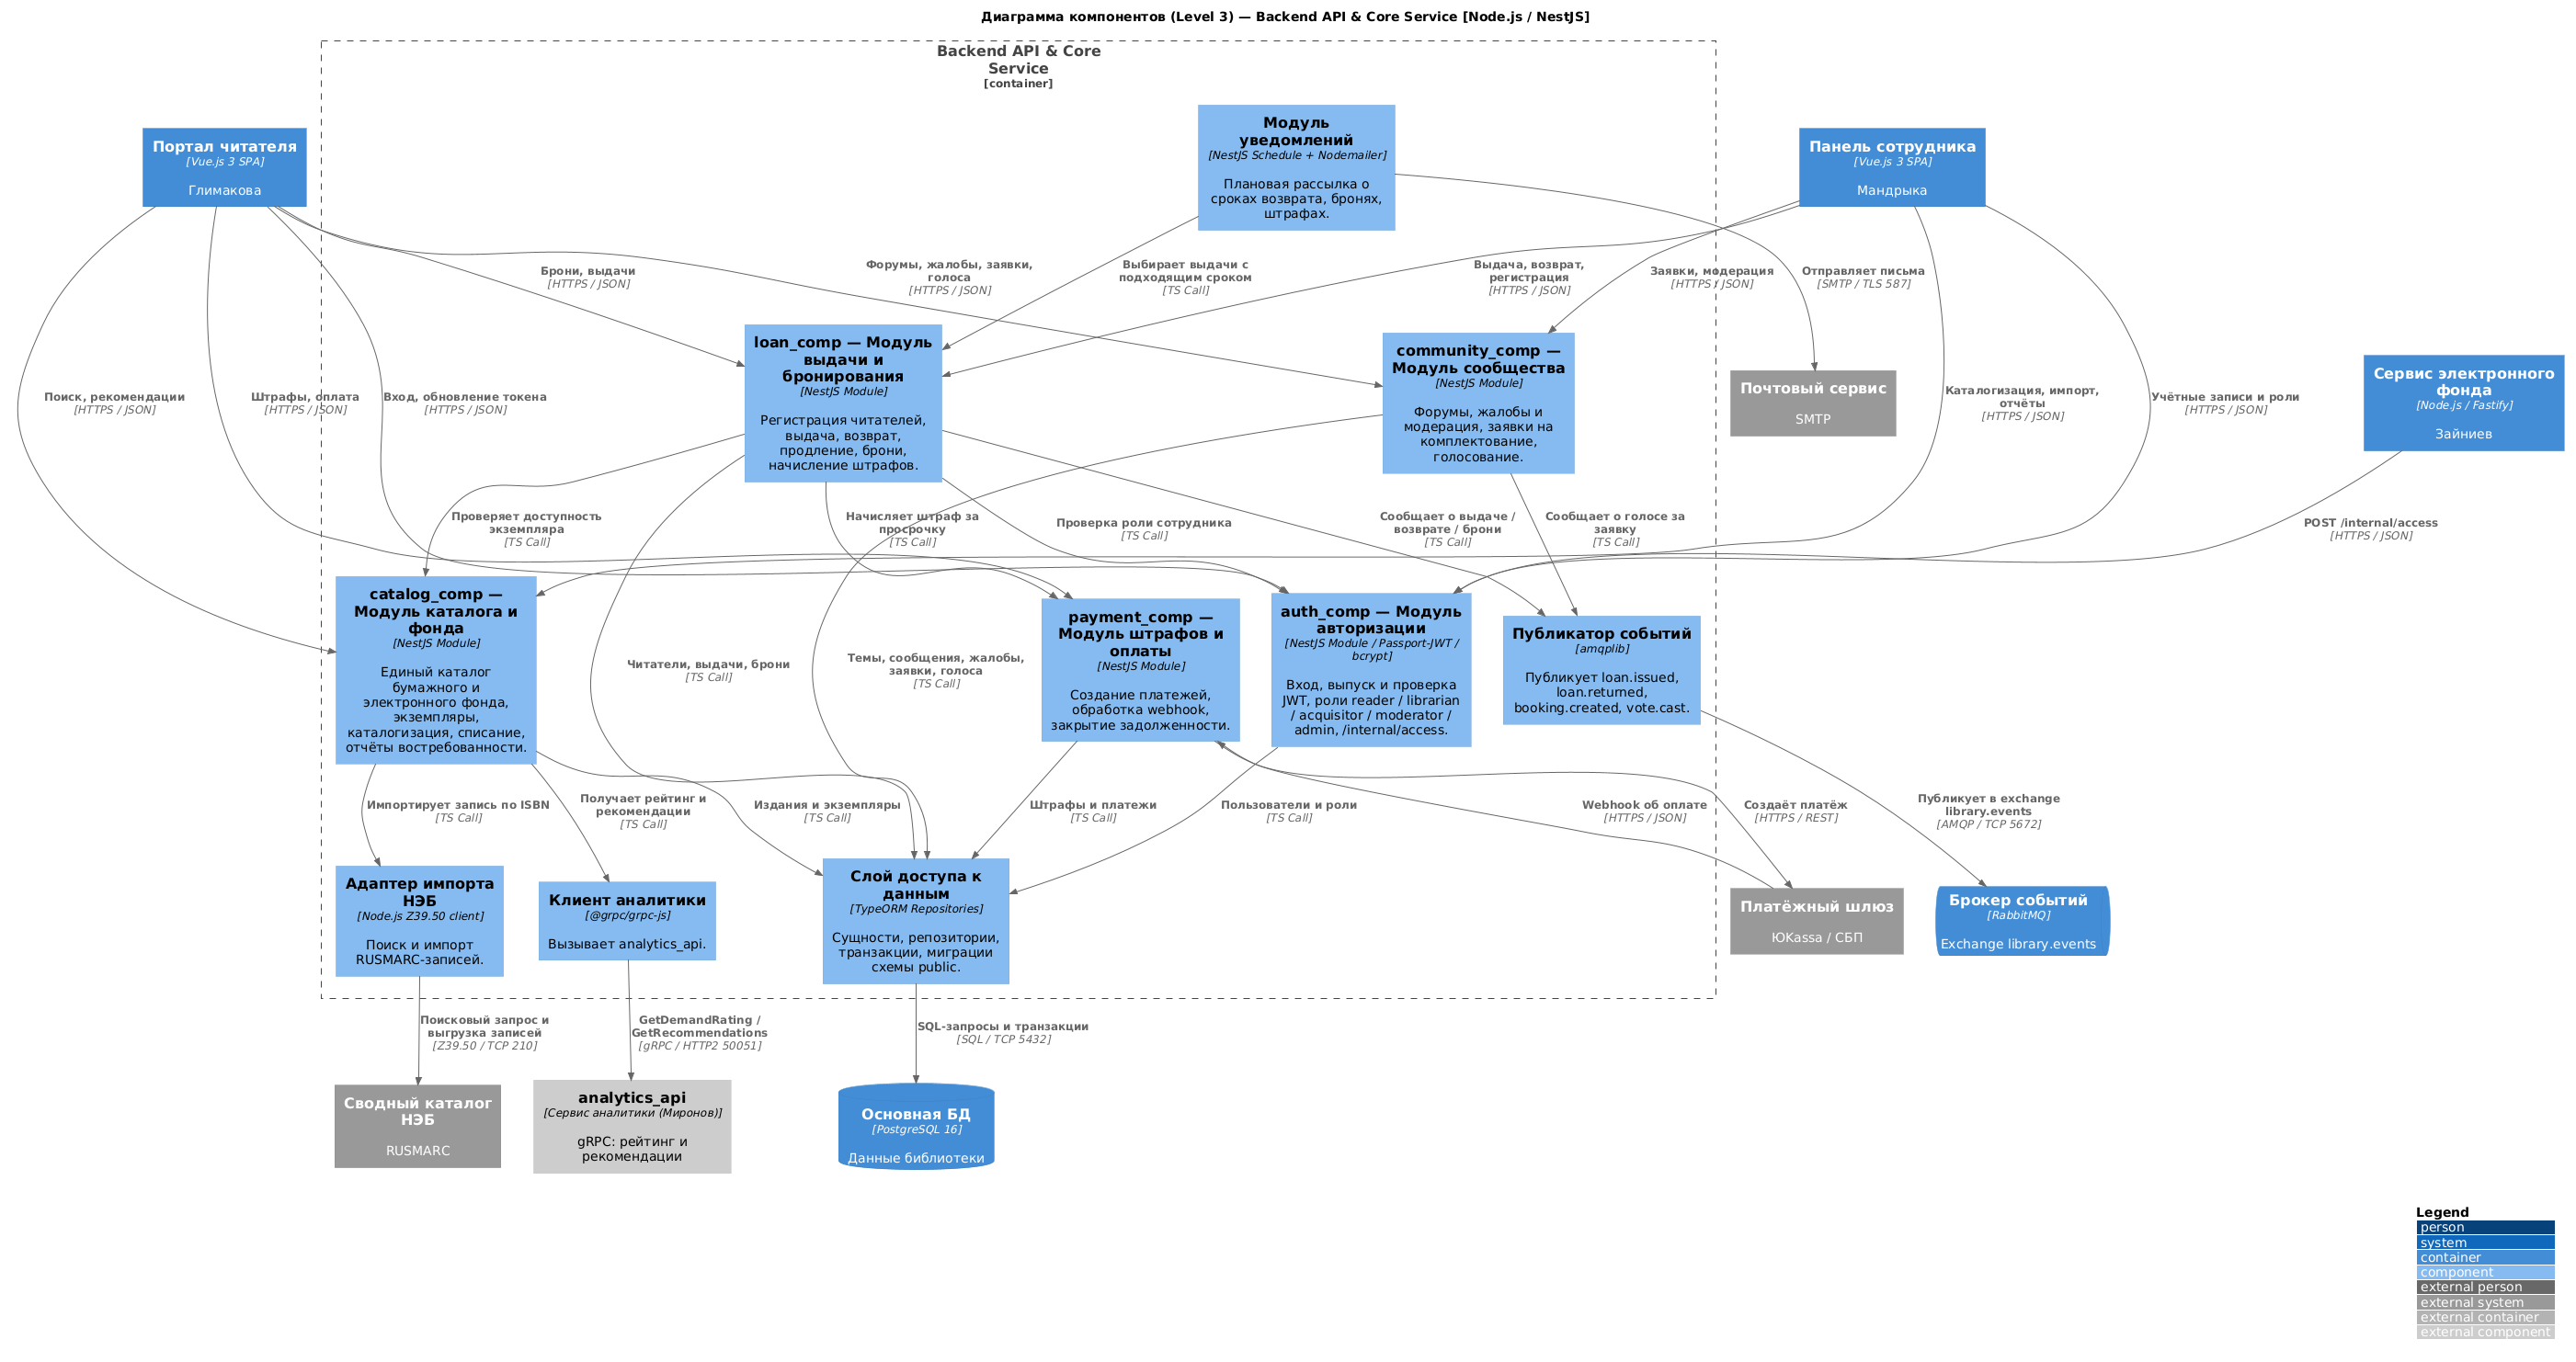 Диаграмма компонентов (Level 3) — Backend API & Core Service [Node.js / NestJS]
Backend API & Core
Service
[container]
Модуль
уведомлений
[NestJS Schedule + Nodemailer]
Плановая рассылка о
сроках возврата, бронях,
штрафах.
Портал читателя
[Vue.js 3 SPA]
Глимакова
Панель сотрудника
[Vue.js 3 SPA]
Мандрыка
Брони, выдачи
[HTTPS / JSON]
Форумы, жалобы, заявки,
голоса
[HTTPS / JSON]
Выбирает выдачи с
подходящим сроком
[TS Call]
Выдача, возврат,
регистрация
[HTTPS / JSON]
Заявки, модерация
[HTTPS / JSON]
Отправляет письма
[SMTP / TLS 587]
loan_comp — Модуль
выдачи и
бронирования
[NestJS Module]
Регистрация читателей,
выдача, возврат,
продление, брони,
начисление штрафов.
community_comp —
Модуль сообщества
[NestJS Module]
Форумы, жалобы и
модерация, заявки на
комплектование,
голосование.
Почтовый сервис
SMTP
Сервис электронного
фонда
[Node.js / Fastify]
Зайниев
Поиск, рекомендации
[HTTPS / JSON]
Штрафы, оплата
[HTTPS / JSON]
Вход, обновление токена
[HTTPS / JSON]
Каталогизация, импорт,
отчёты
[HTTPS / JSON]
Учётные записи и роли
[HTTPS / JSON]
Проверяет доступность
экземпляра
[TS Call]
Начисляет штраф за
просрочку
[TS Call]
Проверка роли сотрудника
[TS Call]
Сообщает о выдаче /
возврате / брони
[TS Call]
Сообщает о голосе за
заявку
[TS Call]
POST /internal/access
[HTTPS / JSON]
catalog_comp —
Модуль каталога и
фонда
[NestJS Module]
Единый каталог
бумажного и
электронного фонда,
экземпляры,
каталогизация, списание,
отчёты востребованности.
Читатели, выдачи, брони
[TS Call]
Темы, сообщения, жалобы,
заявки, голоса
[TS Call]
payment_comp —
Модуль штрафов и
оплаты
[NestJS Module]
Создание платежей,
обработка webhook,
закрытие задолженности.
auth_comp — Модуль
авторизации
[NestJS Module / Passport-JWT /
bcrypt]
Вход, выпуск и проверка
JWT, роли reader / librarian
/ acquisitor / moderator /
admin, /internal/access.
Публикатор событий
[amqplib]
Публикует loan.issued,
loan.returned,
booking.created, vote.cast.
Импортирует запись по ISBN
[TS Call]
Получает рейтинг и
рекомендации
[TS Call]
Издания и экземпляры
[TS Call]
Штрафы и платежи
[TS Call]
Пользователи и роли
[TS Call]
Webhook об оплате
[HTTPS / JSON]
Создаёт платёж
[HTTPS / REST]
Публикует в exchange
library.events
[AMQP / TCP 5672]
Адаптер импорта
НЭБ
[Node.js Z39.50 client]
Поиск и импорт
RUSMARC-записей.
Клиент аналитики
[@grpc/grpc-js]
Вызывает analytics_api.
Слой доступа к
данным
[TypeORM Repositories]
Сущности, репозитории,
транзакции, миграции
схемы public.
Платёжный шлюз
ЮKassa / СБП
Брокер событий
[RabbitMQ]
Exchange library.events
Поисковый запрос и
выгрузка записей
[Z39.50 / TCP 210]
GetDemandRating /
GetRecommendations
[gRPC / HTTP2 50051]
SQL-запросы и транзакции
[SQL / TCP 5432]
Сводный каталог
НЭБ
RUSMARC
analytics_api
[Сервис аналитики (Миронов)]
gRPC: рейтинг и
рекомендации
Основная БД
[PostgreSQL 16]
Данные библиотеки
Legend
person
system
container
component
external person
external system
external container
external component